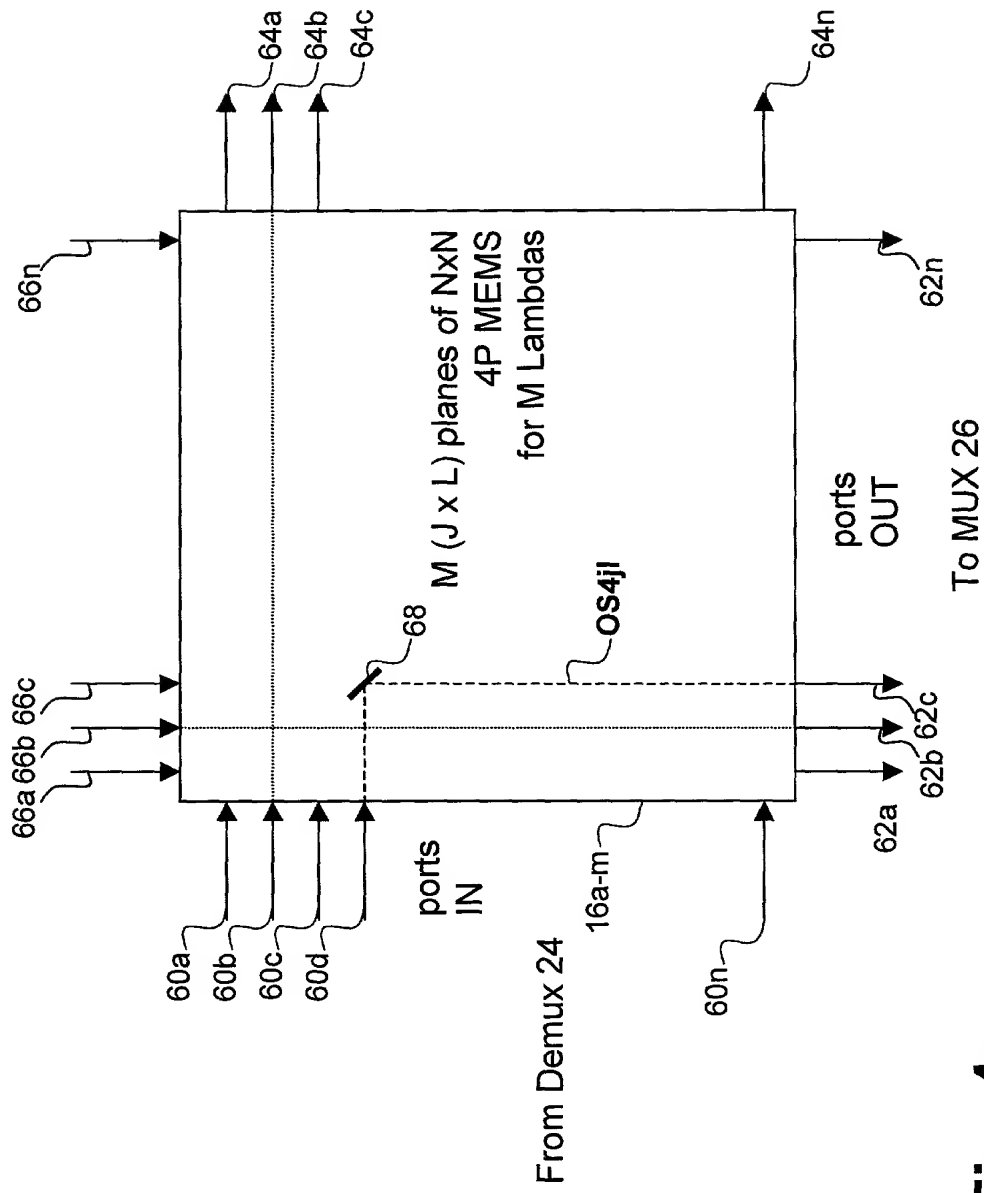 66a
66b
66c
66n
60a
60b
60c
60d
60n
64a
64b
64c
64n
ports
IN
From Demux 24
16a-m
68
M (J x L) planes of NxN
4P MEMS
for M Lambdas
OS4jl
62a
62b
62c
62n
ports
OUT
To MUX 26